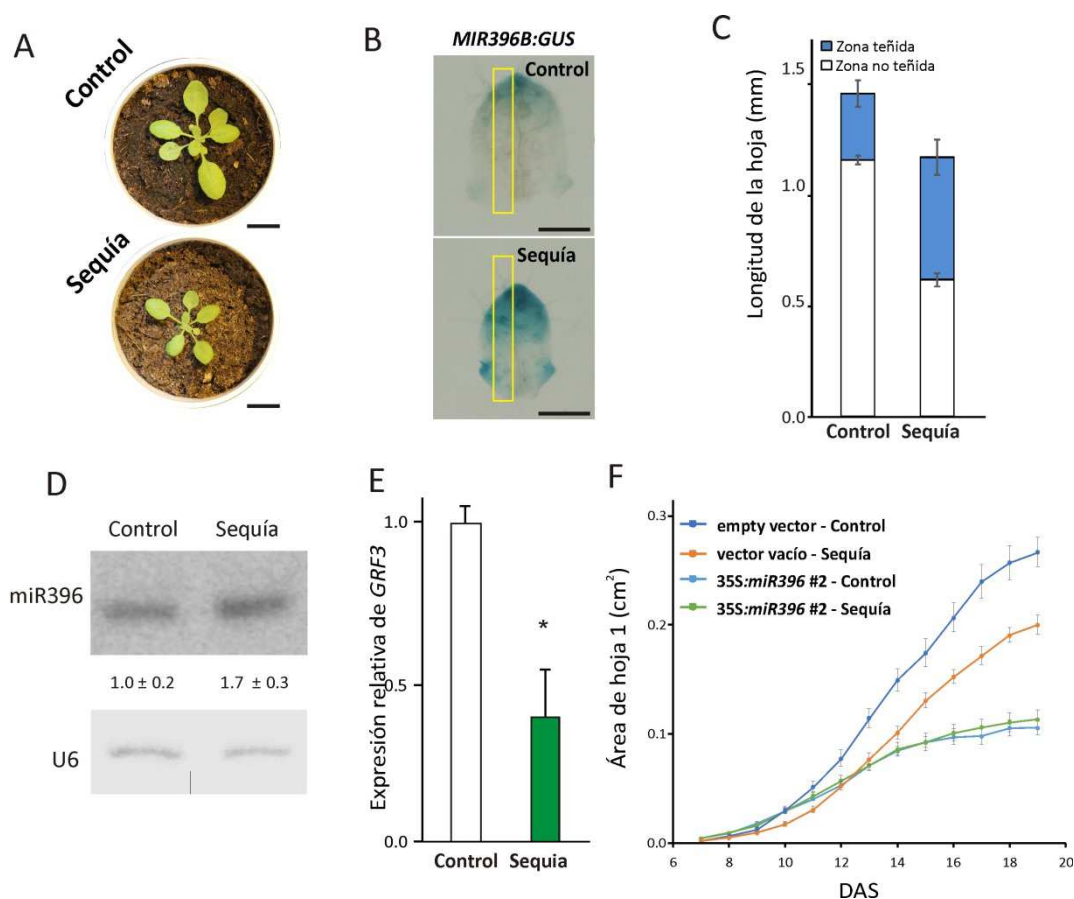 A
Control
Sequía
B
MIR396B:GUS
Control
Sequía
C
Zona teñida
Zona no teñida
Longitud de la hoja (mm)
1.5
1.0
0.5
0.0
Control Sequía
D
Control Sequía
miR396
1.0 ± 0.2 1.7 ± 0.3
U6
E
Expresión relativa de GRF3
1.0
0.5
0.0
*
Control Sequia
F
empty vector - Control
vector vacío - Sequía
35S:miR396 #2 - Control
35S:miR396 #2 - Sequía
Área de hoja 1 (cm²)
0.3
0.2
0.1
0.0
6 8 10 12 14 16 18 20
DAS